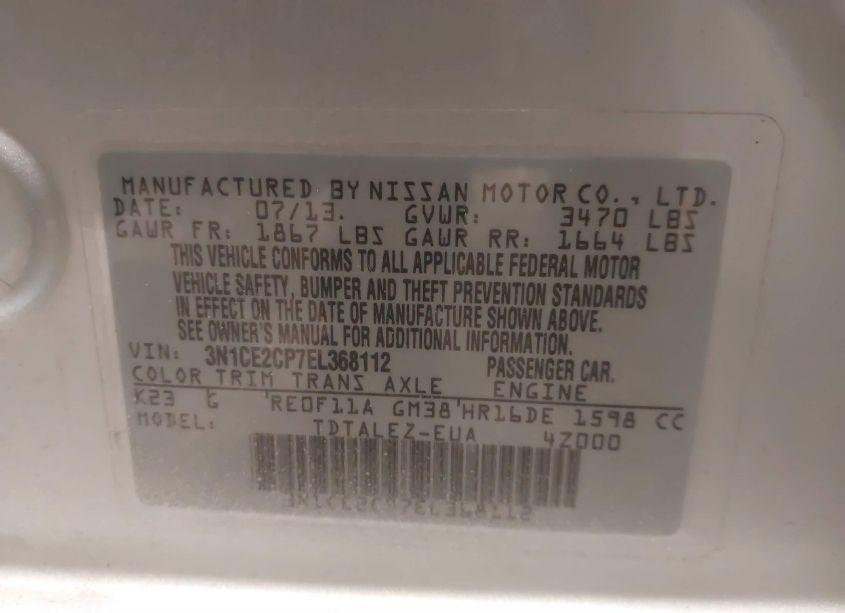 MANUFACTURED BY NISSAN MOTOR CO., LTD.
DATE: 07/13. GVWR: 3470 LBS
GAWR FR: 1867 LBS GAWR RR: 1664 LBS
THIS VEHICLE CONFORMS TO ALL APPLICABLE FEDERAL MOTOR
VEHICLE SAFETY, BUMPER AND THEFT PREVENTION STANDARDS
IN EFFECT ON THE DATE OF MANUFACTURE SHOWN ABOVE.
SEE OWNER'S MANUAL FOR ADDITIONAL INFORMATION.
VIN: 3N1CE2CP7EL368112 PASSENGER CAR.
COLOR TRIM TRANS AXLE ENGINE
K23 G 'RE0F11A GM38'HR16DE 1598 CC
MODEL: TDTALEZ-EUA 4Z000
3N1CE2CP7EL368112